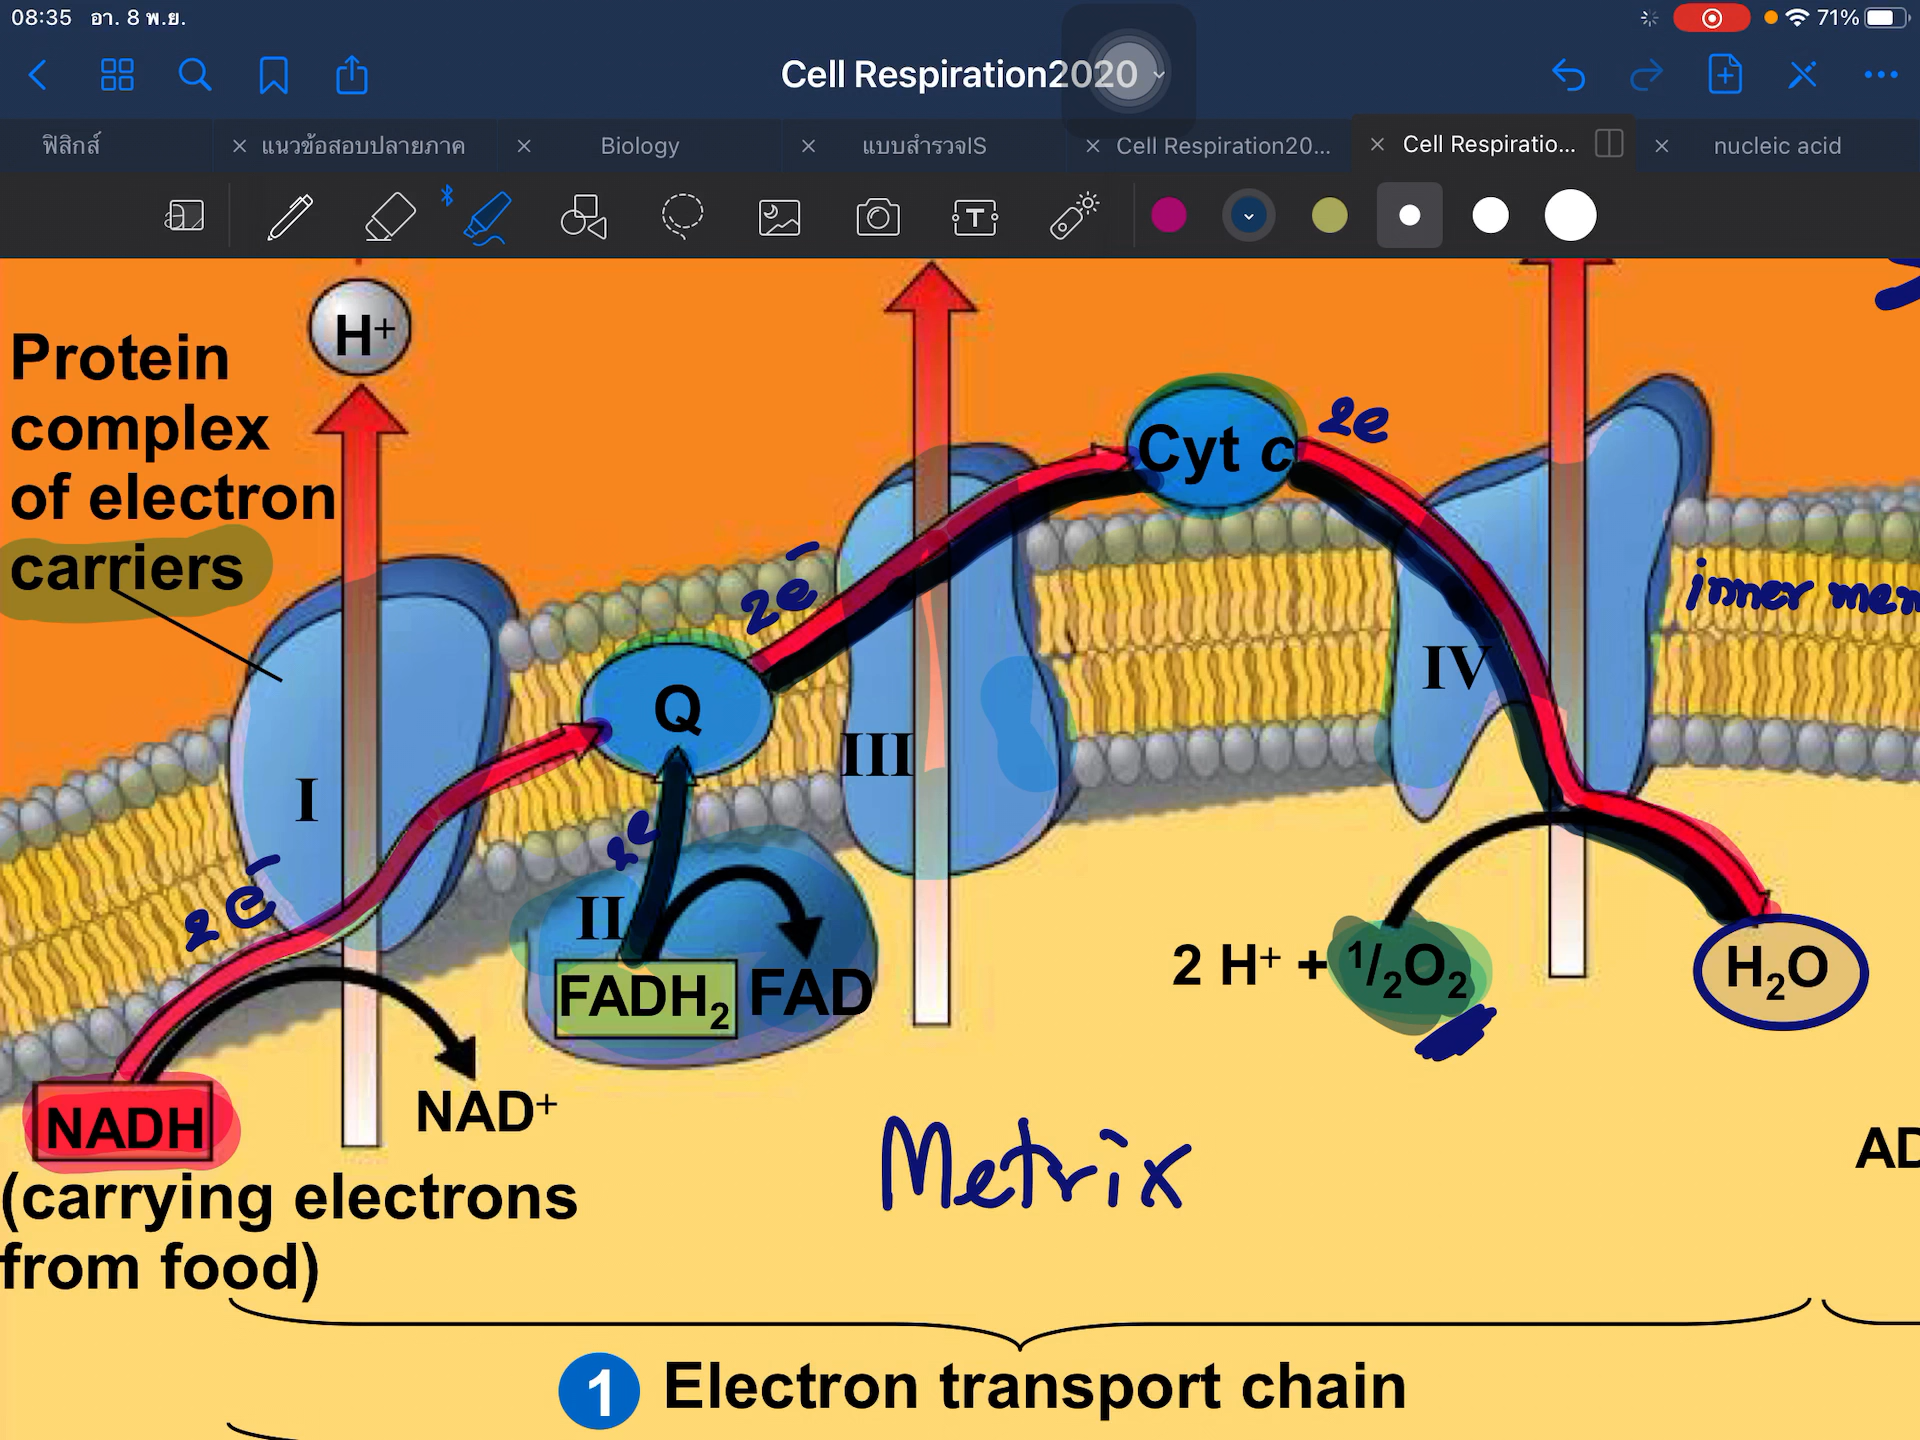 08:35 อา. 8 พ.ย.
71%
Cell Respiration2020
ฟิสิกส์
แนวข้อสอบปลายภาค
Biology
แบบสำรวจIS
Cell Respiration20...
Cell Respiratio...
nucleic acid
H+
Protein
complex
of electron
carriers
Cyt c
2e
2e-
inner
Q
IV
III
I
2e
2e-
II
2 H+ + 1/2O2
H2O
FADH2 FAD
NADH
NAD+
Metrix
AD
(carrying electrons
from food)
1 Electron transport chain